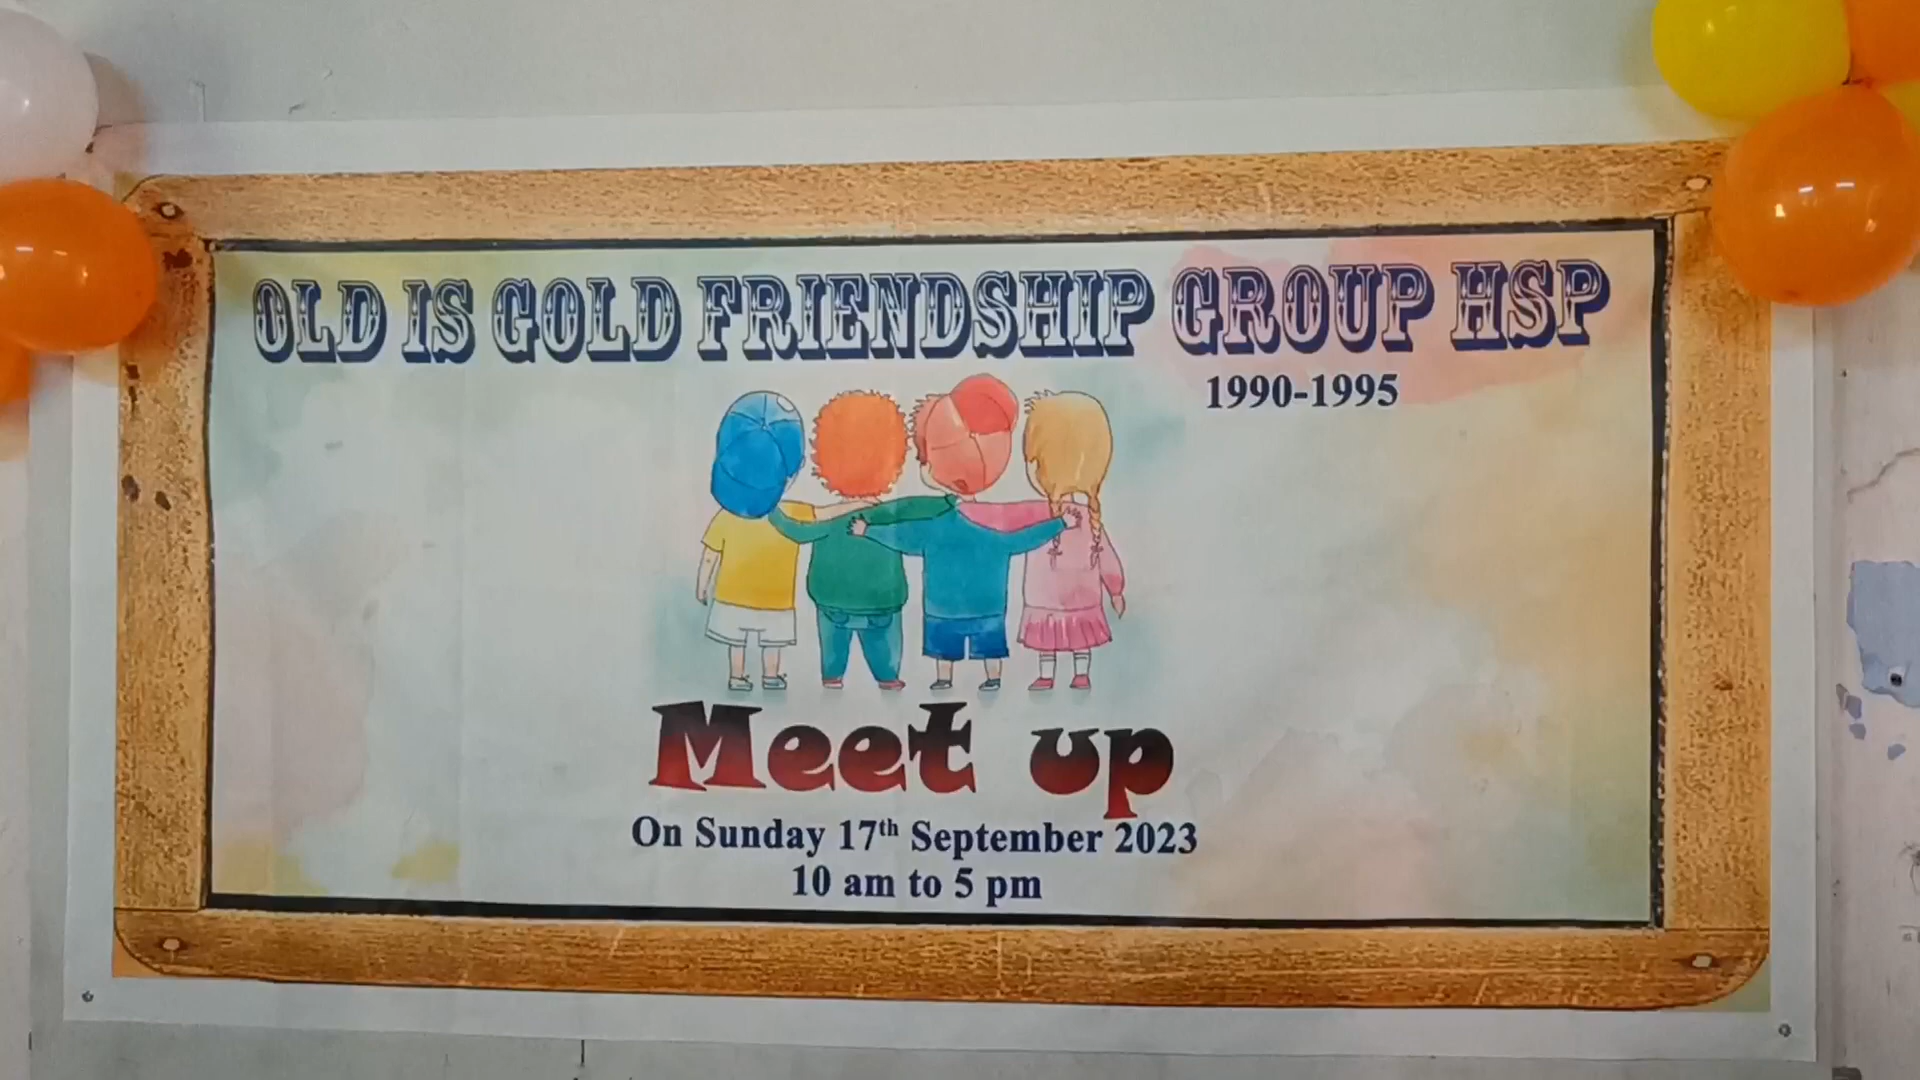 OLD IS GOLD FRIENDSHIP GROUP HSP
1990-1995
Meet up
On Sunday 17th September 2023
10 am to 5 pm